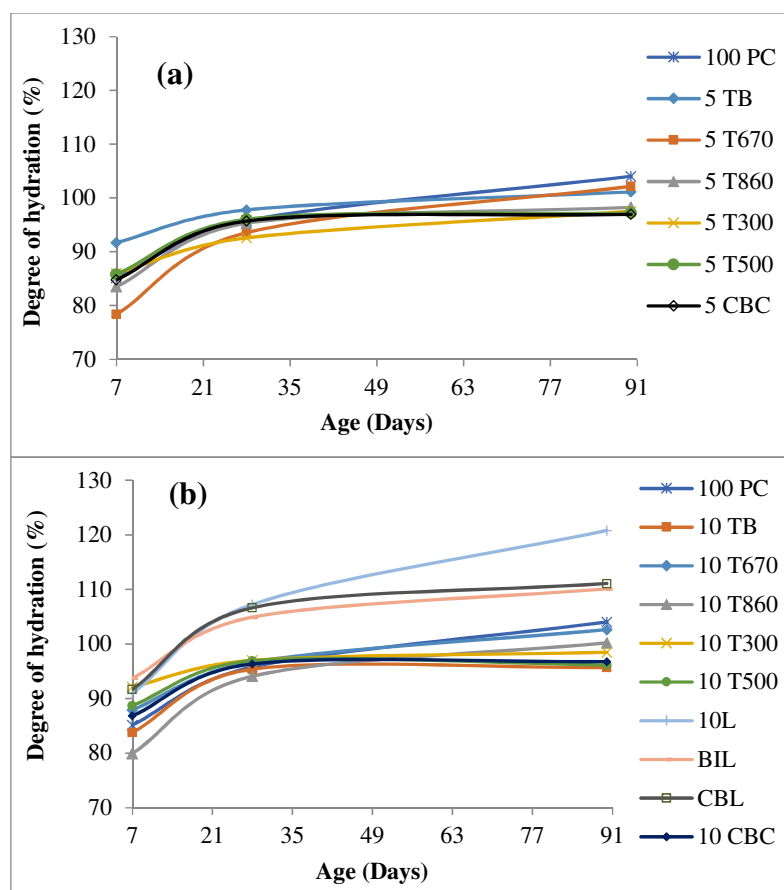 (a)
Degree of hydration (%)
130
120
110
100
90
80
70
7 21 35 49 63 77 91
Age (Days)
100 PC
5 TB
5 T670
5 T860
5 T300
5 T500
5 CBC
(b)
Degree of hydration (%)
130
120
110
100
90
80
70
7 21 35 49 63 77 91
Age (Days)
100 PC
10 TB
10 T670
10 T860
10 T300
10 T500
10L
BIL
CBL
10 CBC